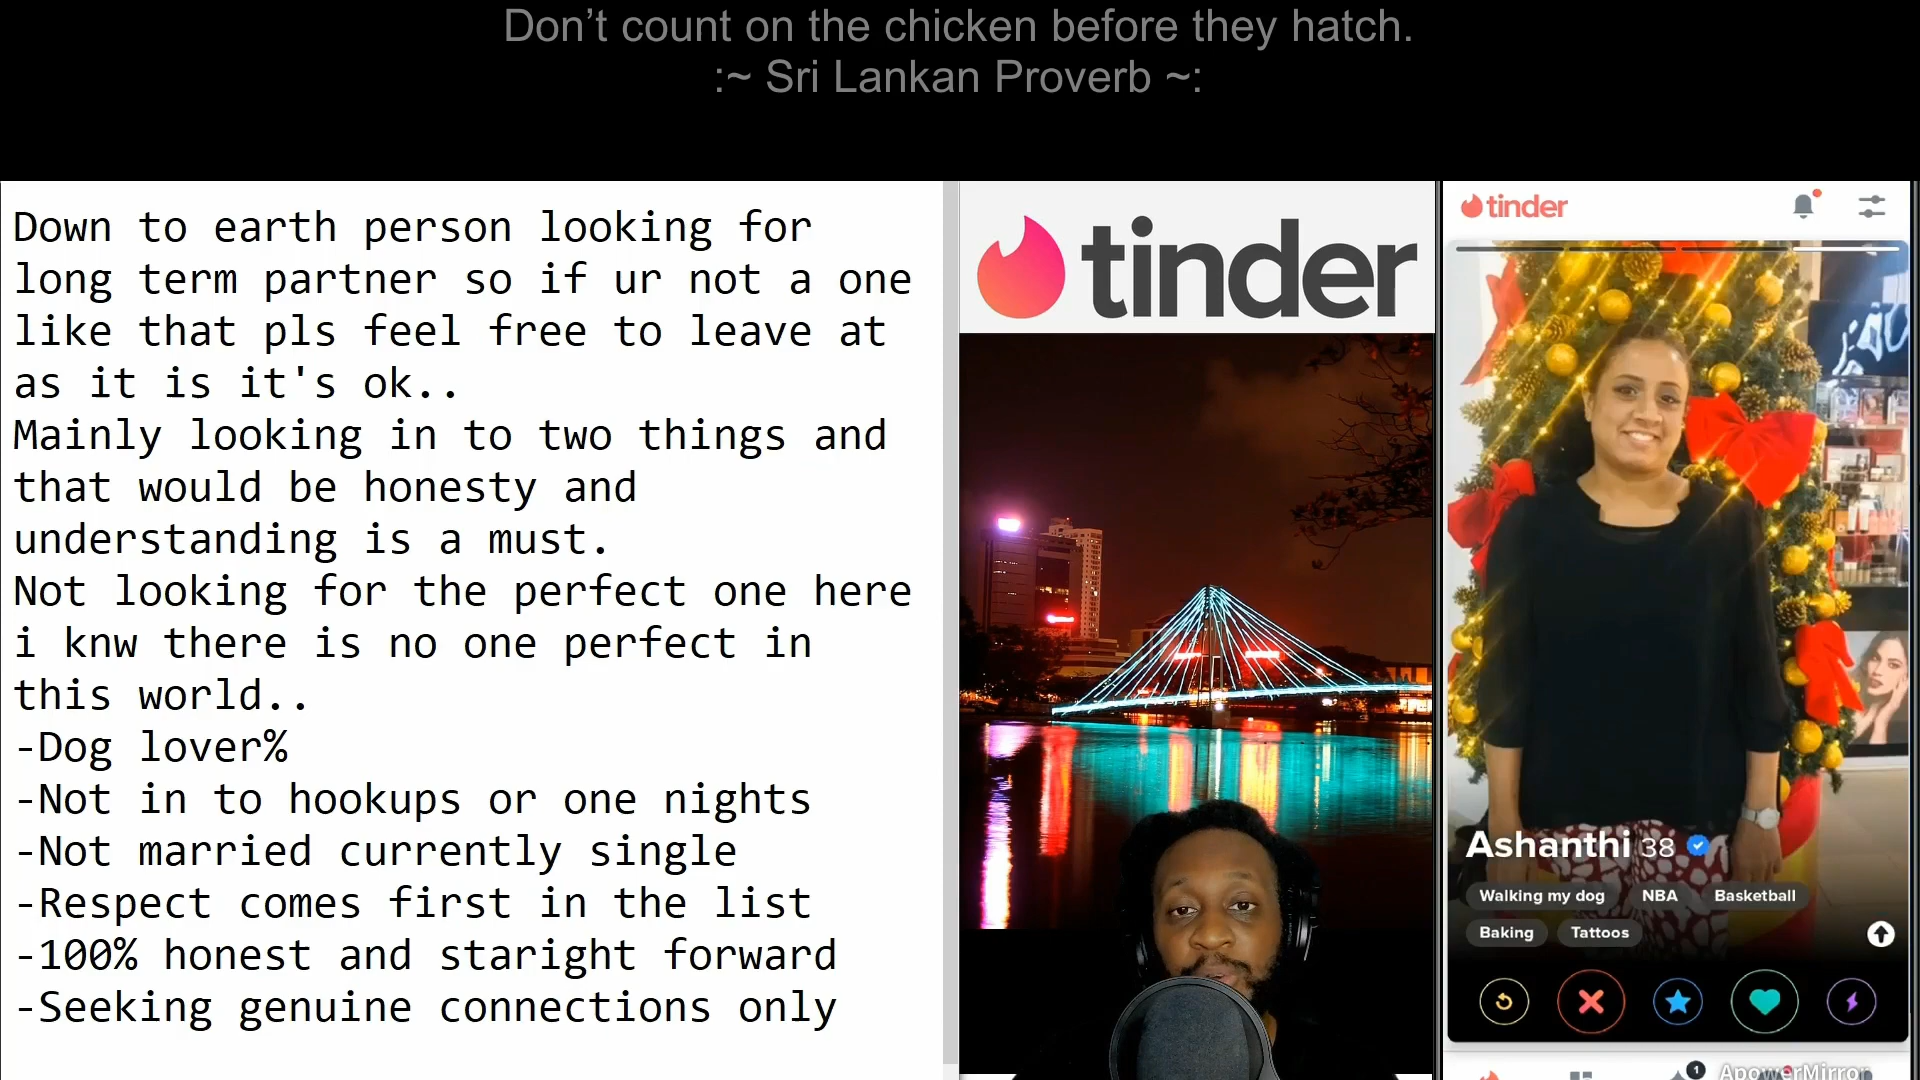 Don’t count on the chicken before they hatch.
:~ Sri Lankan Proverb ~:
Down to earth person looking for
long term partner so if ur not a one
like that pls feel free to leave at
as it is it's ok..
Mainly looking in to two things and
that would be honesty and
understanding is a must.
Not looking for the perfect one here
i knw there is no one perfect in
this world..
-Dog lover%
-Not in to hookups or one nights
-Not married currently single
-Respect comes first in the list
-100% honest and staright forward
-Seeking genuine connections only
tinder
tinder
Ashanthi 38
Walking my dog NBA Basketball
Baking Tattoos
1
ApowerMirror